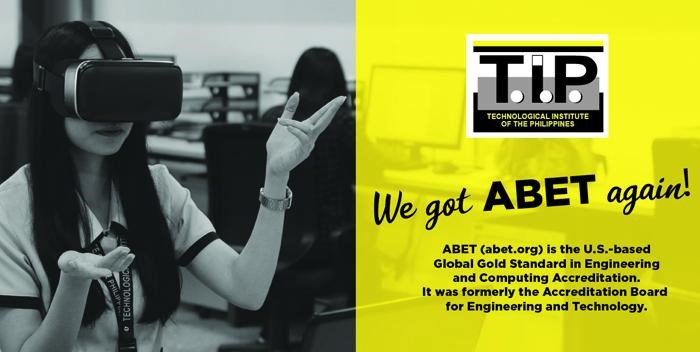 T.i.P.
TECHNOLOGICAL INSTITUTE
OF THE PHILIPPINES
We got ABET again!
ABET (abet.org) is the U.S.-based
Global Gold Standard in Engineering
and Computing Accreditation.
It was formerly the Accreditation Board
for Engineering and Technology.
TECHNOLOGIC